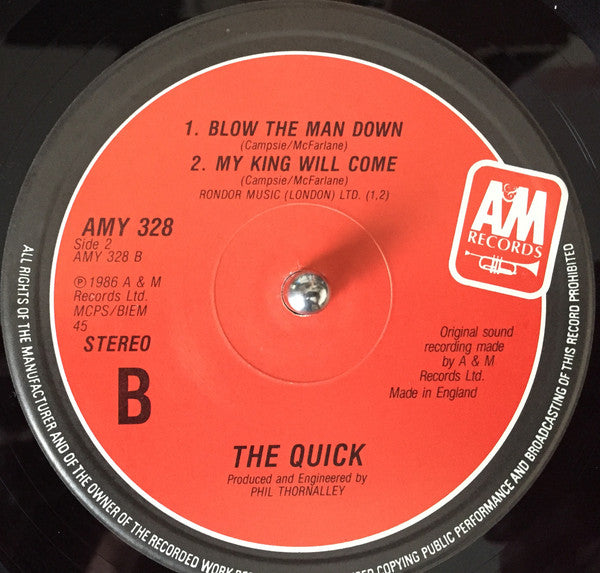 1. BLOW THE MAN DOWN
(Campsie/McFarlane)
2. MY KING WILL COME
(Campsie/McFarlane)
RONDOR MUSIC (LONDON) LTD. (1,2)
A&M
RECORDS
AMY 328
Side 2
AMY 328 B
℗ 1986 A & M
Records Ltd.
MCPS/BIEM
45
STEREO
B
Original sound
recording made
by A & M
Records Ltd.
Made in England
THE QUICK
Produced and Engineered by
PHIL THORNALLEY
ALL RIGHTS OF THE MANUFACTURER AND OF THE OWNER OF THE RECORDED WORK COPYING PUBLIC PERFORMANCE AND BROADCASTING OF THIS RECORD PROHIBITED